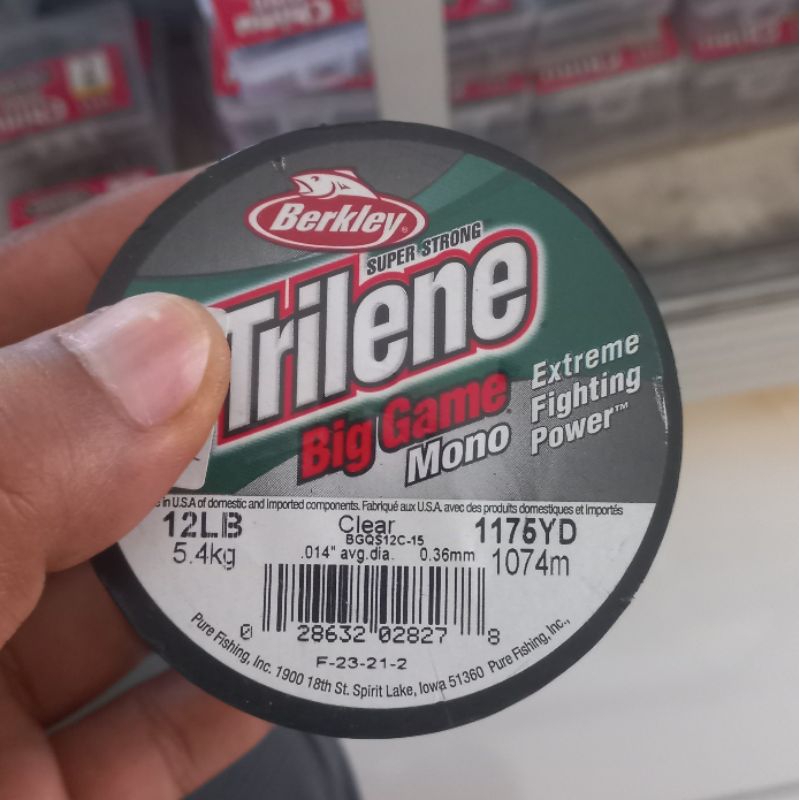 Berkley
SUPER STRONG
Trilene
Big Game
Mono
Extreme
Fighting
Power™
in U.S.A of domestic and imported components. Fabriqué aux U.S.A. avec des produits domestiques et importés
12LB Clear 1175YD
BGQS12C-15
5.4kg .014" avg.dia. 0.36mm 1074m
0 28632 02827 8
F-23-21-2
Pure Fishing, Inc. 1900 18th St. Spirit Lake, Iowa 51360 Pure Fishing, Inc.,